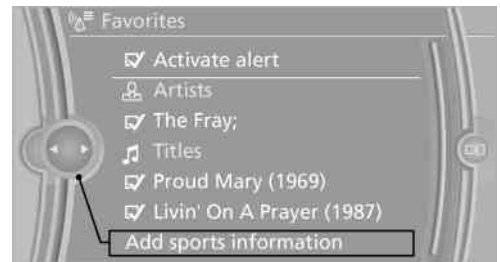 Favorites
Activate alert
Artists
The Fray;
Titles
Proud Mary (1969)
Livin' On A Prayer (1987)
Add sports information